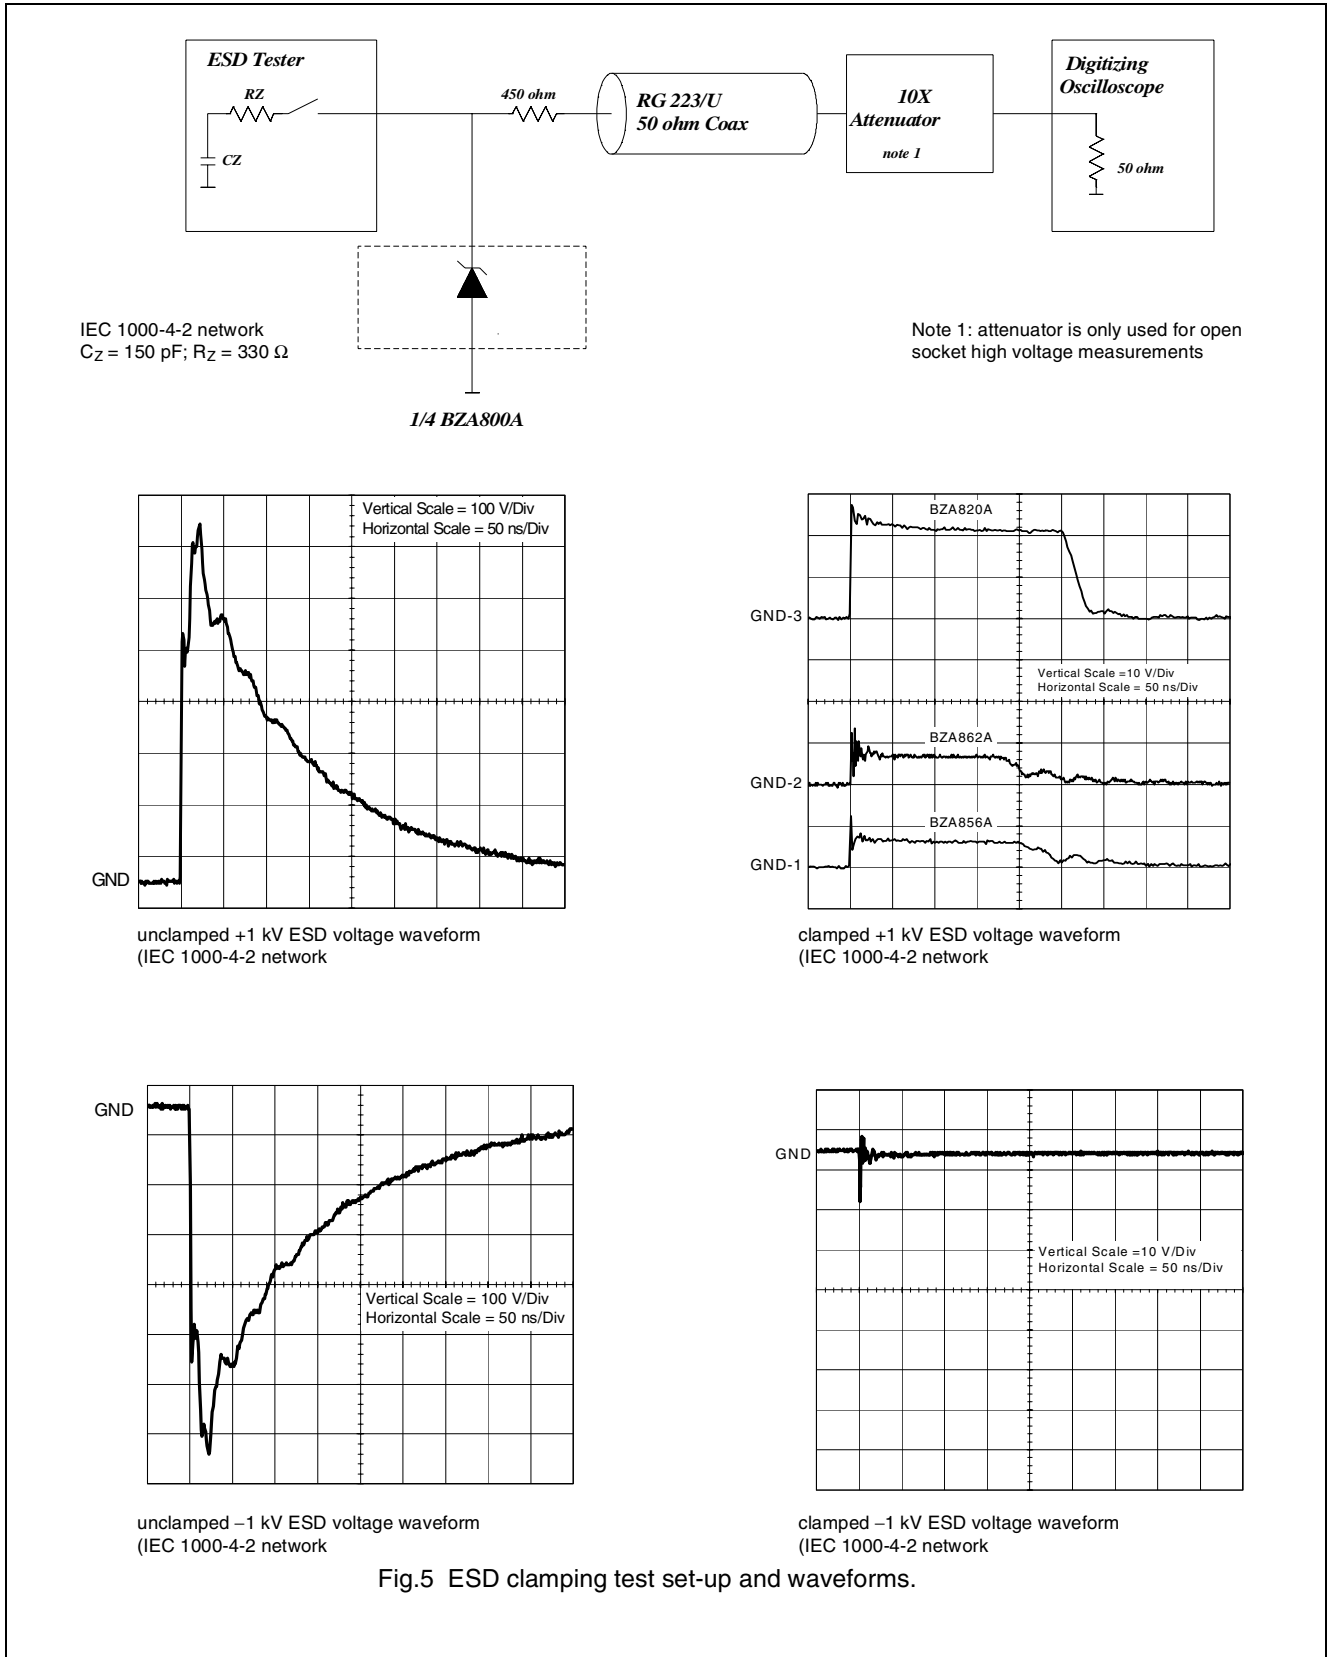 ESD Tester
RZ
CZ
450 ohm
RG 223/U
50 ohm Coax
10X
Attenuator
note 1
Digitizing
Oscilloscope
50 ohm
IEC 1000-4-2 network
CZ = 150 pF; RZ = 330 Ω
Note 1: attenuator is only used for open
socket high voltage measurements
1/4 BZA800A
Vertical Scale = 100 V/Div
Horizontal Scale = 50 ns/Div
GND
unclamped +1 kV ESD voltage waveform
(IEC 1000-4-2 network
BZA820A
GND-3
Vertical Scale =10 V/Div
Horizontal Scale = 50 ns/Div
BZA862A
GND-2
BZA856A
GND-1
clamped +1 kV ESD voltage waveform
(IEC 1000-4-2 network
GND
Vertical Scale = 100 V/Div
Horizontal Scale = 50 ns/Div
unclamped −1 kV ESD voltage waveform
(IEC 1000-4-2 network
GND
Vertical Scale =10 V/Div
Horizontal Scale = 50 ns/Div
clamped −1 kV ESD voltage waveform
(IEC 1000-4-2 network
Fig.5 ESD clamping test set-up and waveforms.